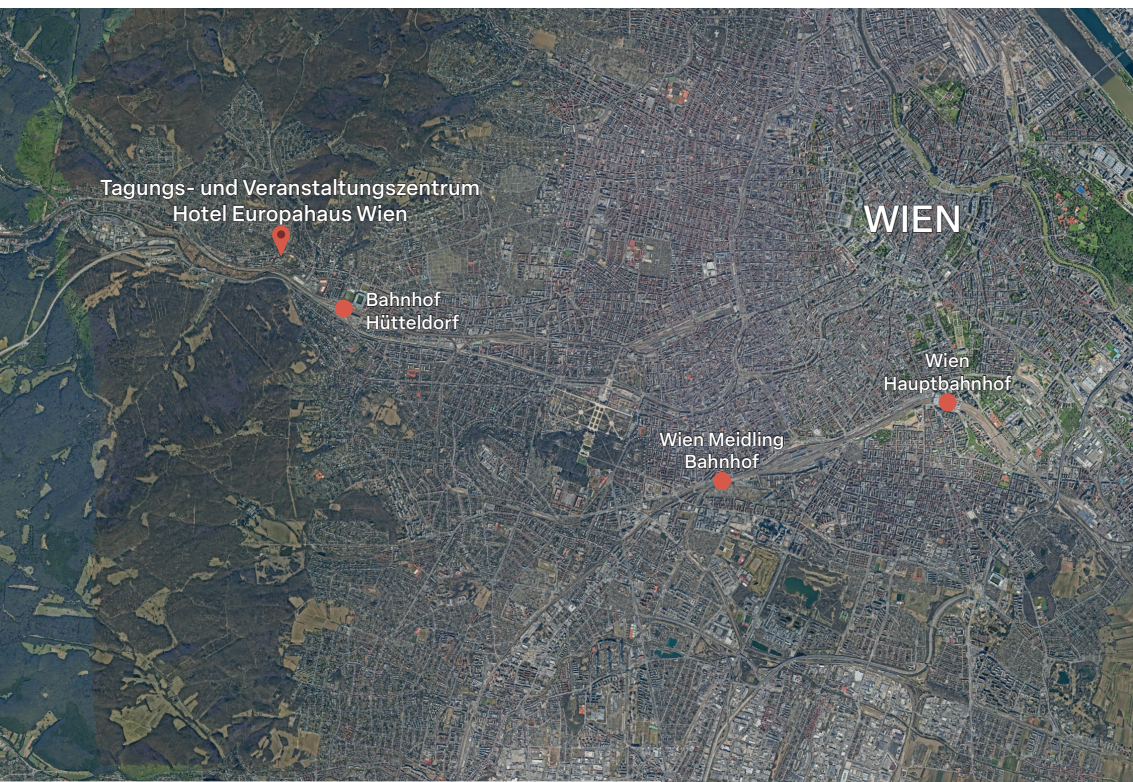 Tagungs- und Veranstaltungszentrum
Hotel Europahaus Wien
WIEN
Bahnhof
Hütteldorf
Wien
Hauptbahnhof
Wien Meidling
Bahnhof